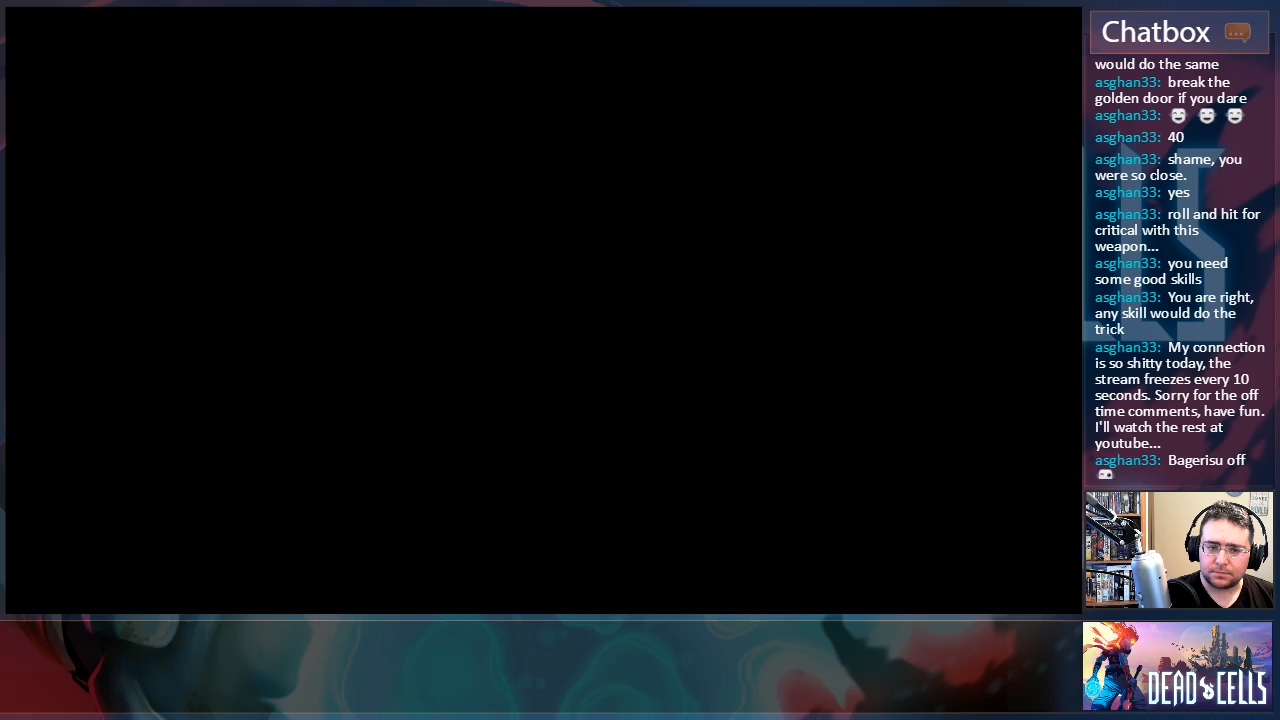 Chatbox
would do the same
asghan33: break the
golden door if you dare
asghan33:
asghan33: 40
asghan33: shame, you
were so close.
asghan33: yes
asghan33: roll and hit for
critical with this
weapon...
asghan33: you need
some good skills
asghan33: You are right,
any skill would do the
trick
asghan33: My connection
is so shitty today, the
stream freezes every 10
seconds. Sorry for the off
time comments, have fun.
I'll watch the rest at
youtube...
asghan33: Bagerisu off
DEAD CELLS